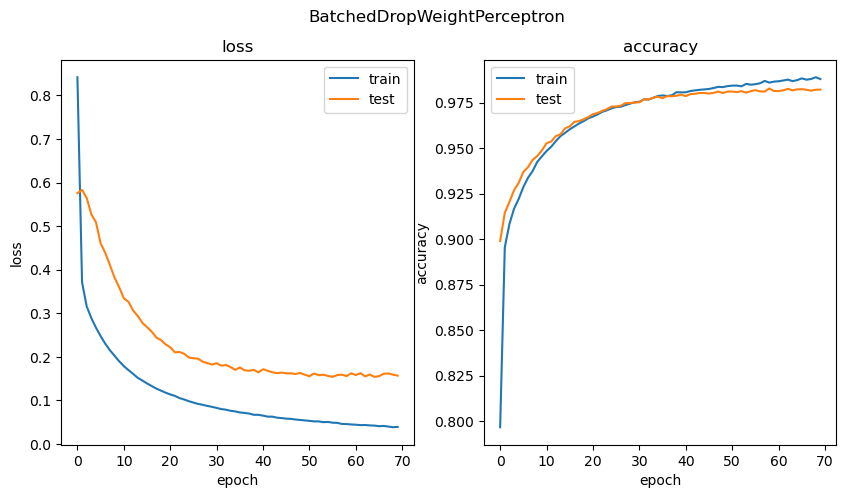 BatchedDropWeightPerceptron
loss
loss
0.8
0.7
0.6
0.5
0.4
0.3
0.2
0.1
0.0
0 10 20 30 40 50 60 70
epoch
train
test
accuracy
accuracy
0.975
0.950
0.925
0.900
0.875
0.850
0.825
0.800
0 10 20 30 40 50 60 70
epoch
train
test